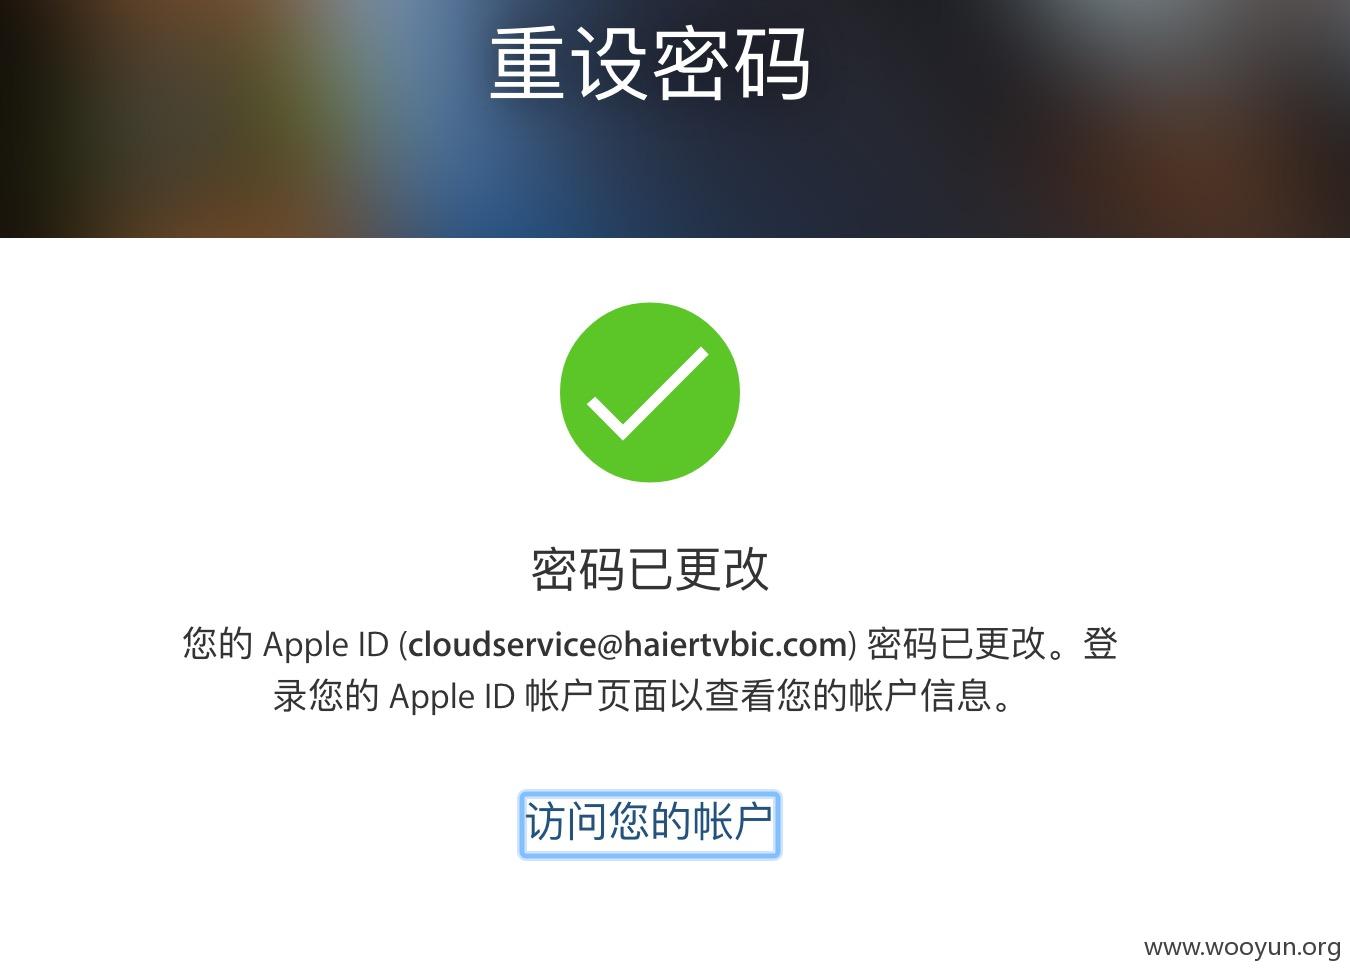 重设密码
密码已更改
您的 Apple ID (cloudservice@haiertvbic.com) 密码已更改。登
录您的 Apple ID 帐户页面以查看您的帐户信息。
访问您的帐户
www.wooyun.org